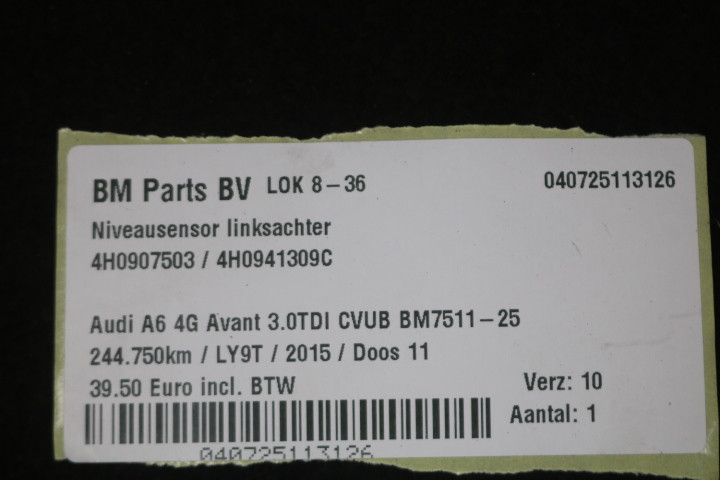 BM Parts BV LOK 8-36 040725113126
Niveausensor linksachter
4H0907503 / 4H0941309C
Audi A6 4G Avant 3.0TDI CVUB BM7511-25
244.750km / LY9T / 2015 / Doos 11
39.50 Euro incl. BTW Verz: 10
Aantal: 1
040725113126